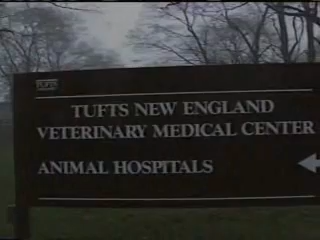 TUFTS
TUFTS NEW ENGLAND
VETERINARY MEDICAL CENTER
ANIMAL HOSPITALS